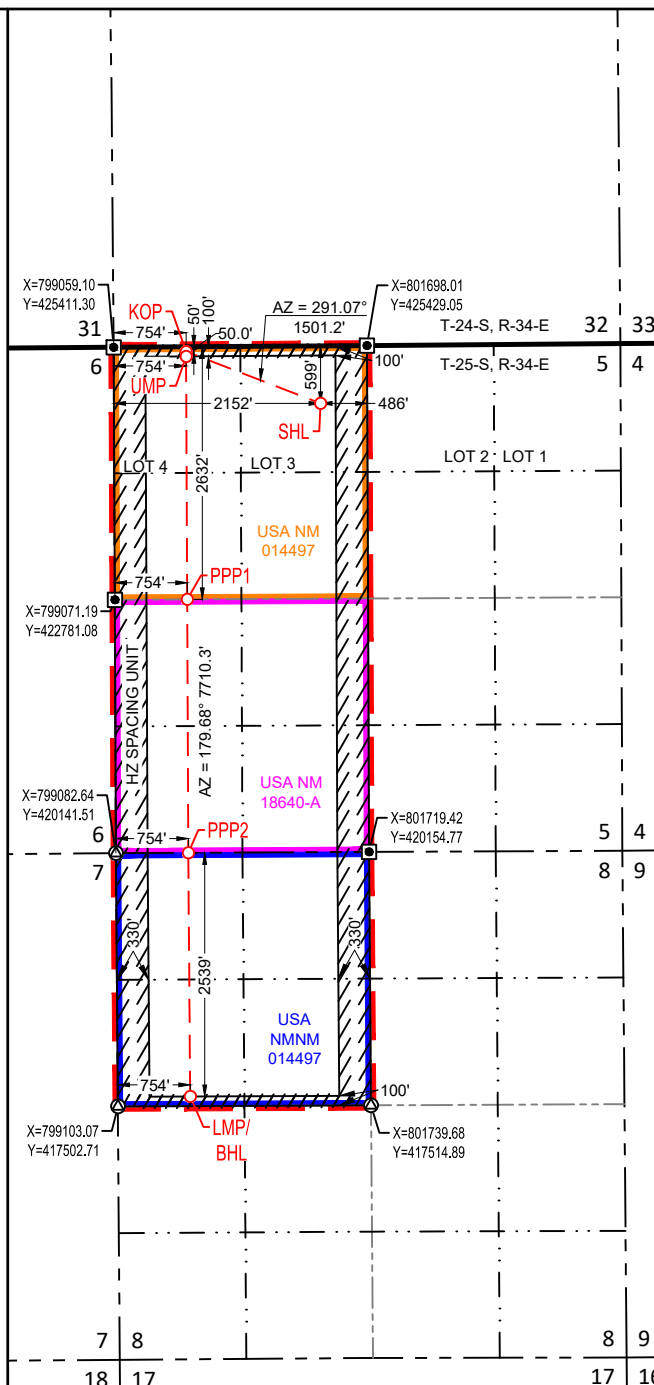 X=799059.10
Y=425411.30
KOP
50'
100'
AZ = 291.07°
1501.2'
X=801698.01
Y=425429.05
31
754'
50.0'
T-24-S, R-34-E
32
33
6
754'
100'
T-25-S, R-34-E
5
4
UMP
599'
2152'
486'
SHL
LOT 4
LOT 3
LOT 2
LOT 1
2632'
USA NM
014497
754'
PPP1
X=799071.19
Y=422781.08
HZ SPACING UNIT
AZ = 179.68° 7710.3'
USA NM
18640-A
X=799082.64
Y=420141.51
X=801719.42
Y=420154.77
6
754'
PPP2
5
4
7
8
9
330'
330'
2539'
USA
NMNM
014497
754'
100'
LMP/
BHL
X=799103.07
Y=417502.71
X=801739.68
Y=417514.89
7
8
8
9
18
17
17
16